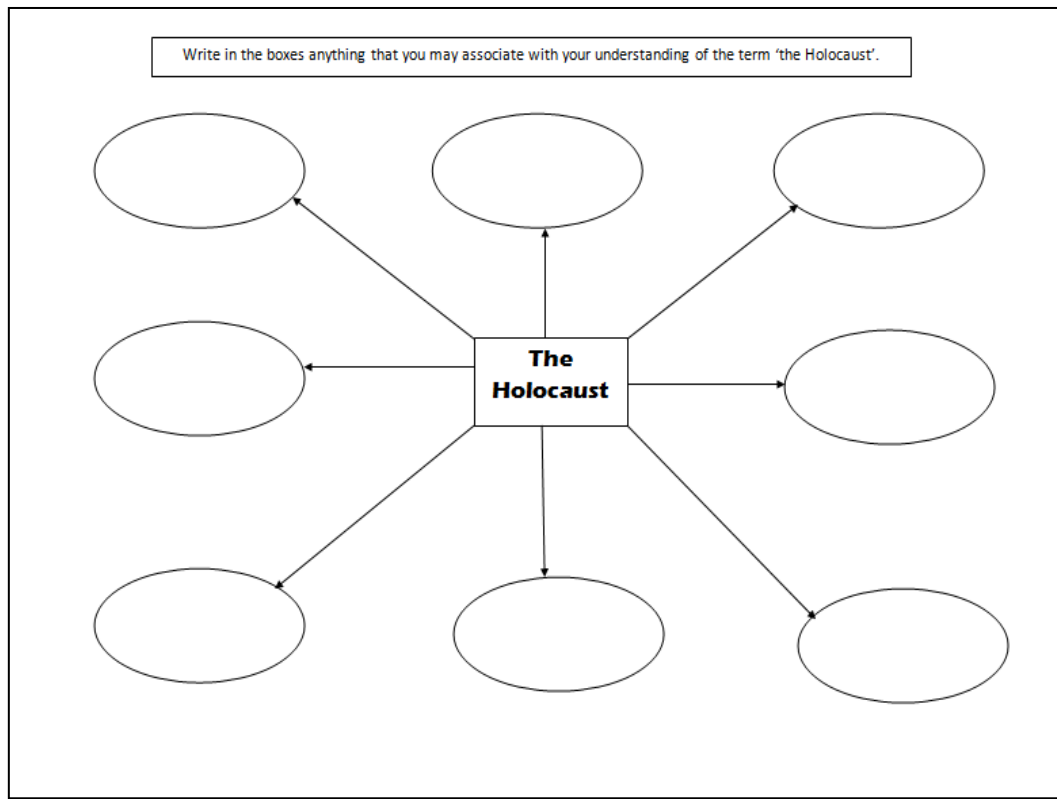 Write in the boxes anything that you may associate with your understanding of the term ‘the Holocaust’.
The
Holocaust